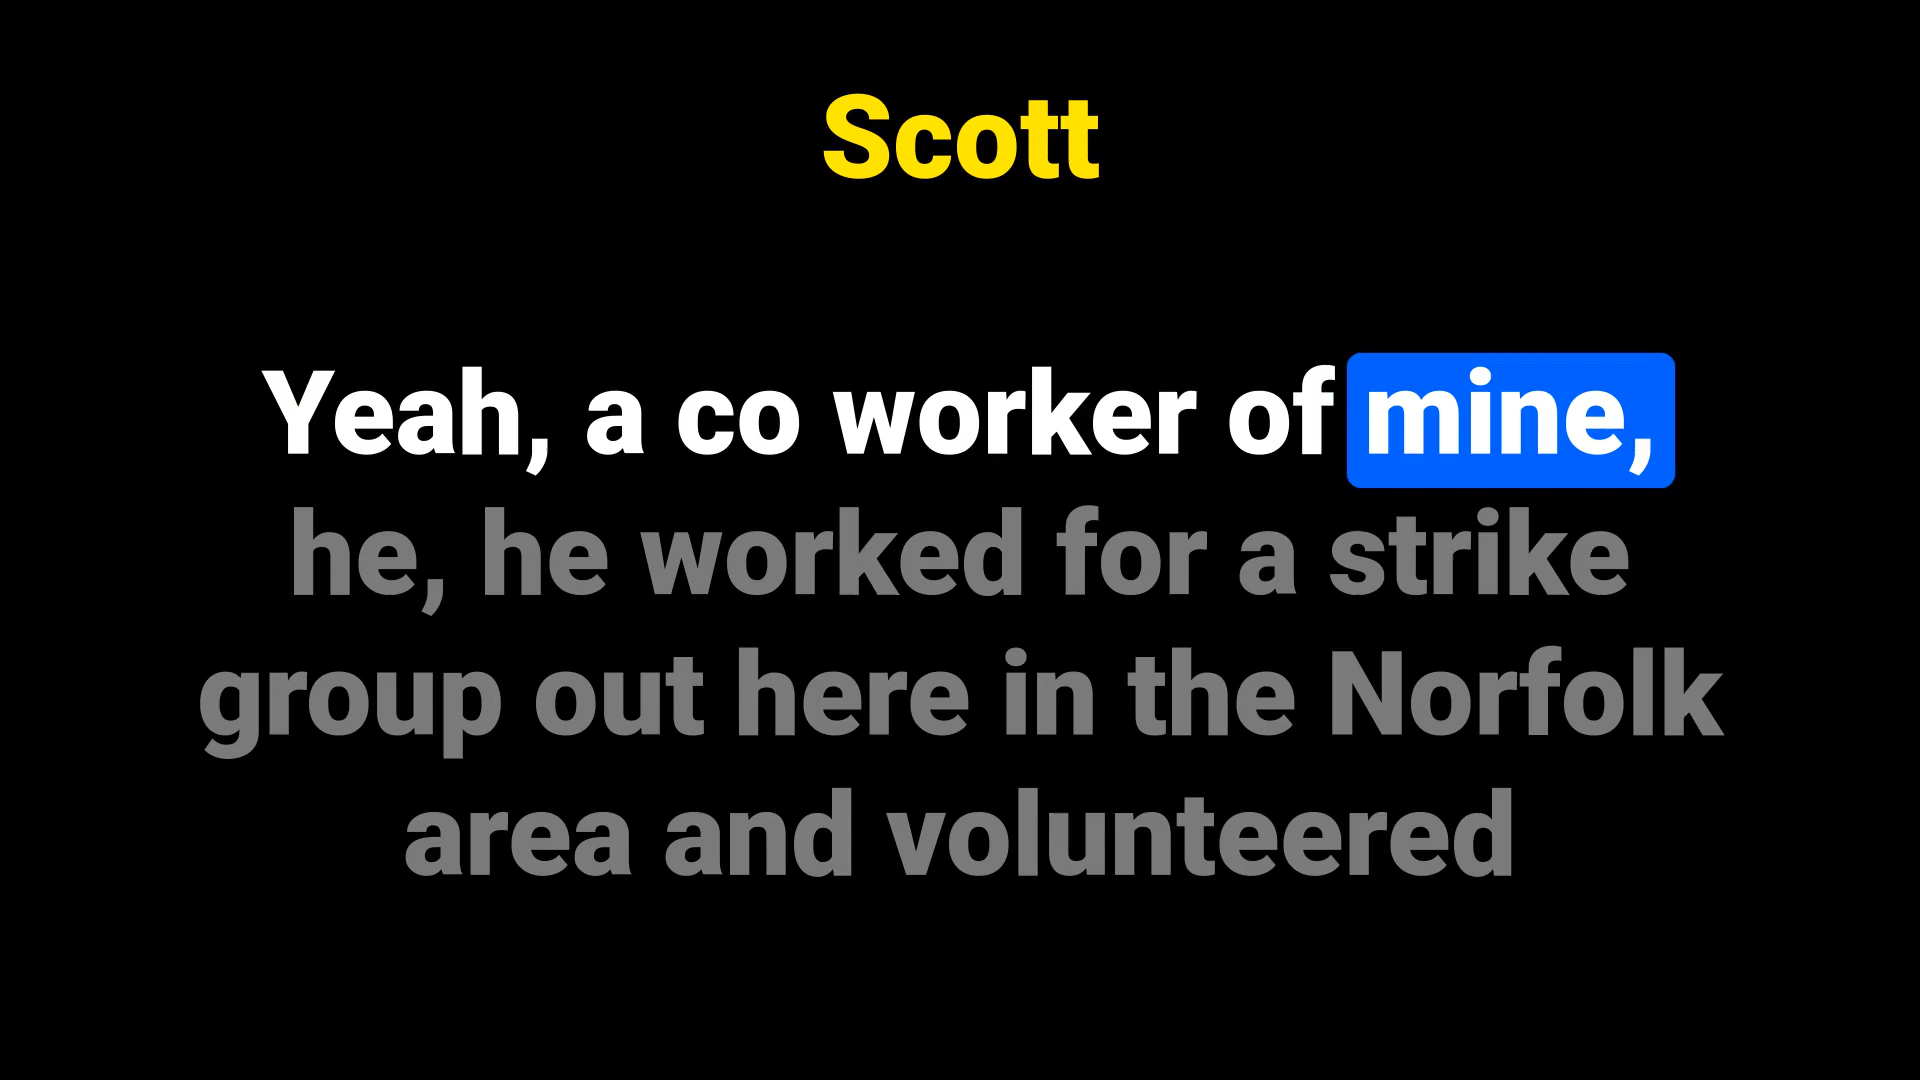 Scott
Yeah, a co worker of mine,
he, he worked for a strike
group out here in the Norfolk
area and volunteered